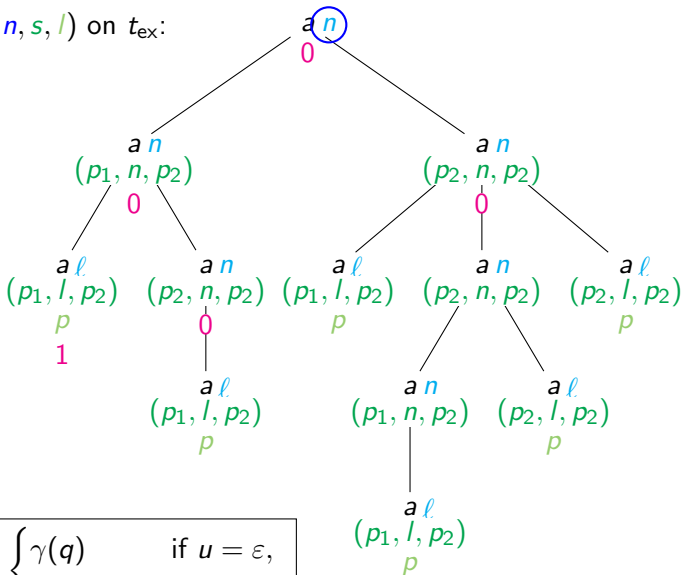 n, s, l) on t_ex:
a n
0
a n
(p₁, n, p₂)
0
a n
(p₂, n, p₂)
0
a ℓ
(p₁, l, p₂)
p
1
a n
(p₂, n, p₂)
0
a ℓ
(p₁, l, p₂)
p
a n
(p₂, n, p₂)
a ℓ
(p₂, l, p₂)
p
a ℓ
(p₁, l, p₂)
p
a n
(p₁, n, p₂)
a ℓ
(p₂, l, p₂)
p
a ℓ
(p₁, l, p₂)
p
{ γ(q) if u = ε,